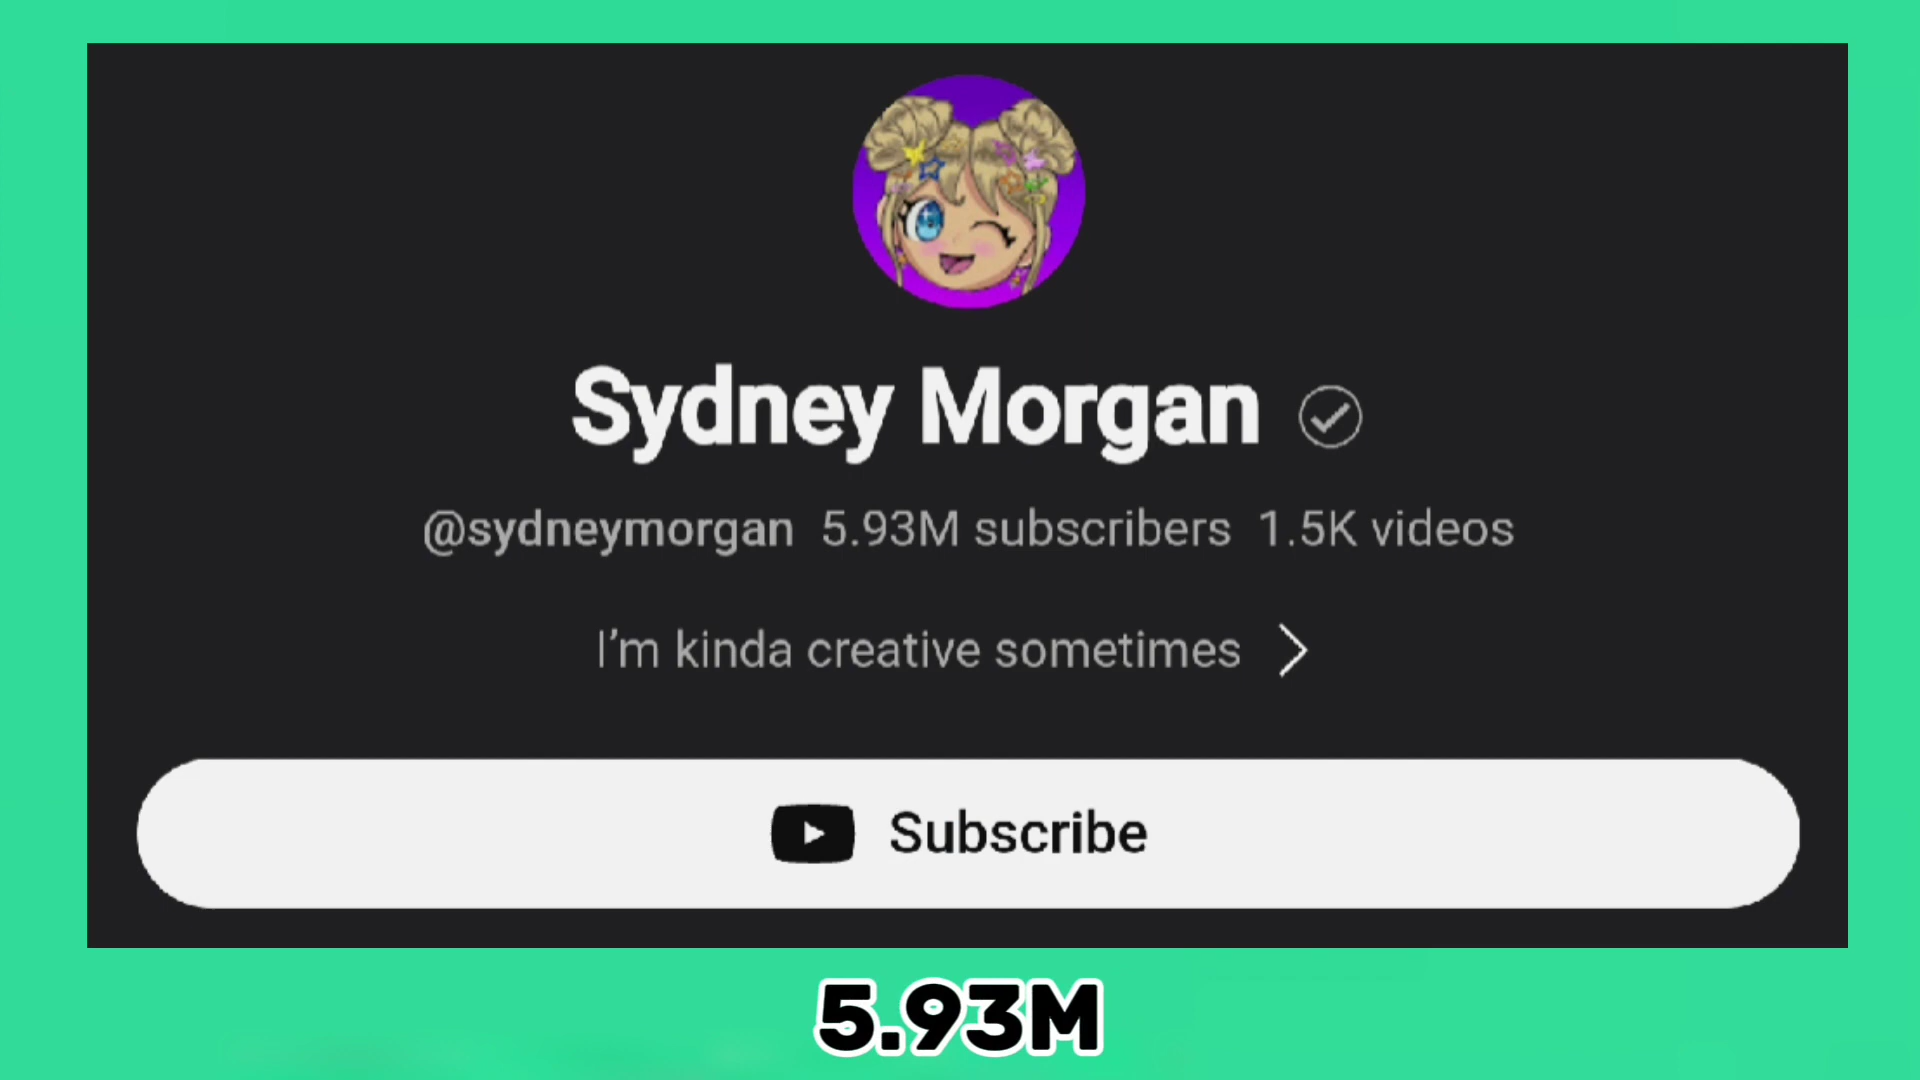 Sydney Morgan
@sydneymorgan 5.93M subscribers 1.5K videos
I'm kinda creative sometimes
Subscribe
5.93M